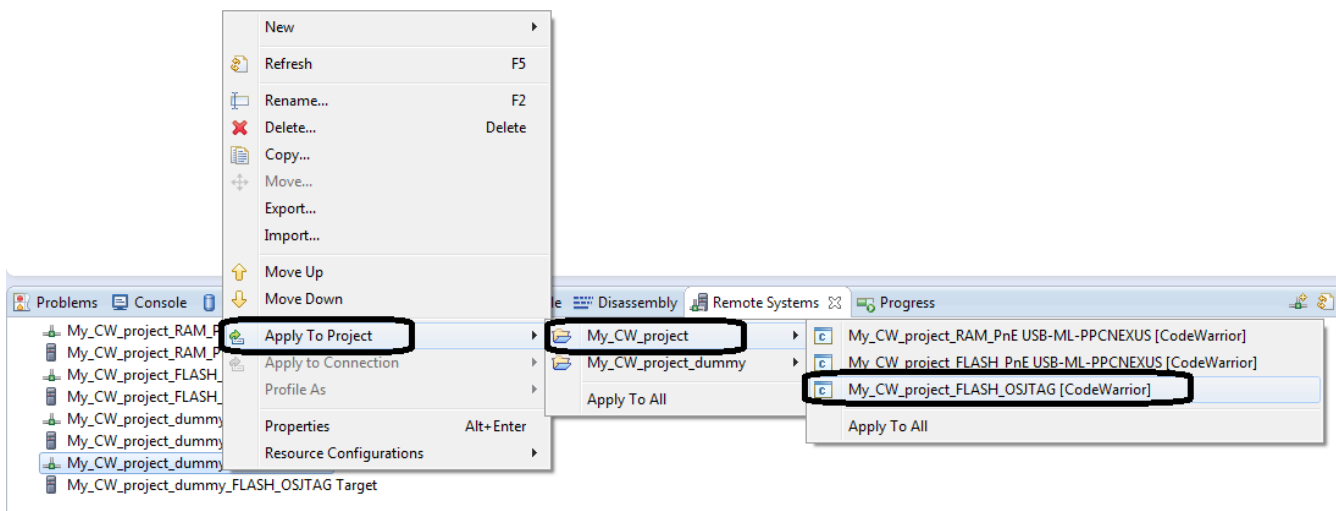 New
Refresh F5
Rename... F2
Delete... Delete
Copy...
Move...
Export...
Import...
Move Up
Move Down
Apply To Project
Apply to Connection
Profile As
Properties Alt+Enter
Resource Configurations
My_CW_project
My_CW_project_dummy
Apply To All
My_CW_project_RAM_PnE USB-ML-PPCNEXUS [CodeWarrior]
My_CW_project_FLASH_PnE USB-ML-PPCNEXUS [CodeWarrior]
My_CW_project_FLASH_OSJTAG [CodeWarrior]
Apply To All
Problems Console Disassembly Remote Systems Progress
My_CW_project_RAM_P
My_CW_project_RAM_P
My_CW_project_FLASH_
My_CW_project_FLASH_
My_CW_project_dummy
My_CW_project_dummy
My_CW_project_dummy
My_CW_project_dummy_FLASH_OSJTAG Target